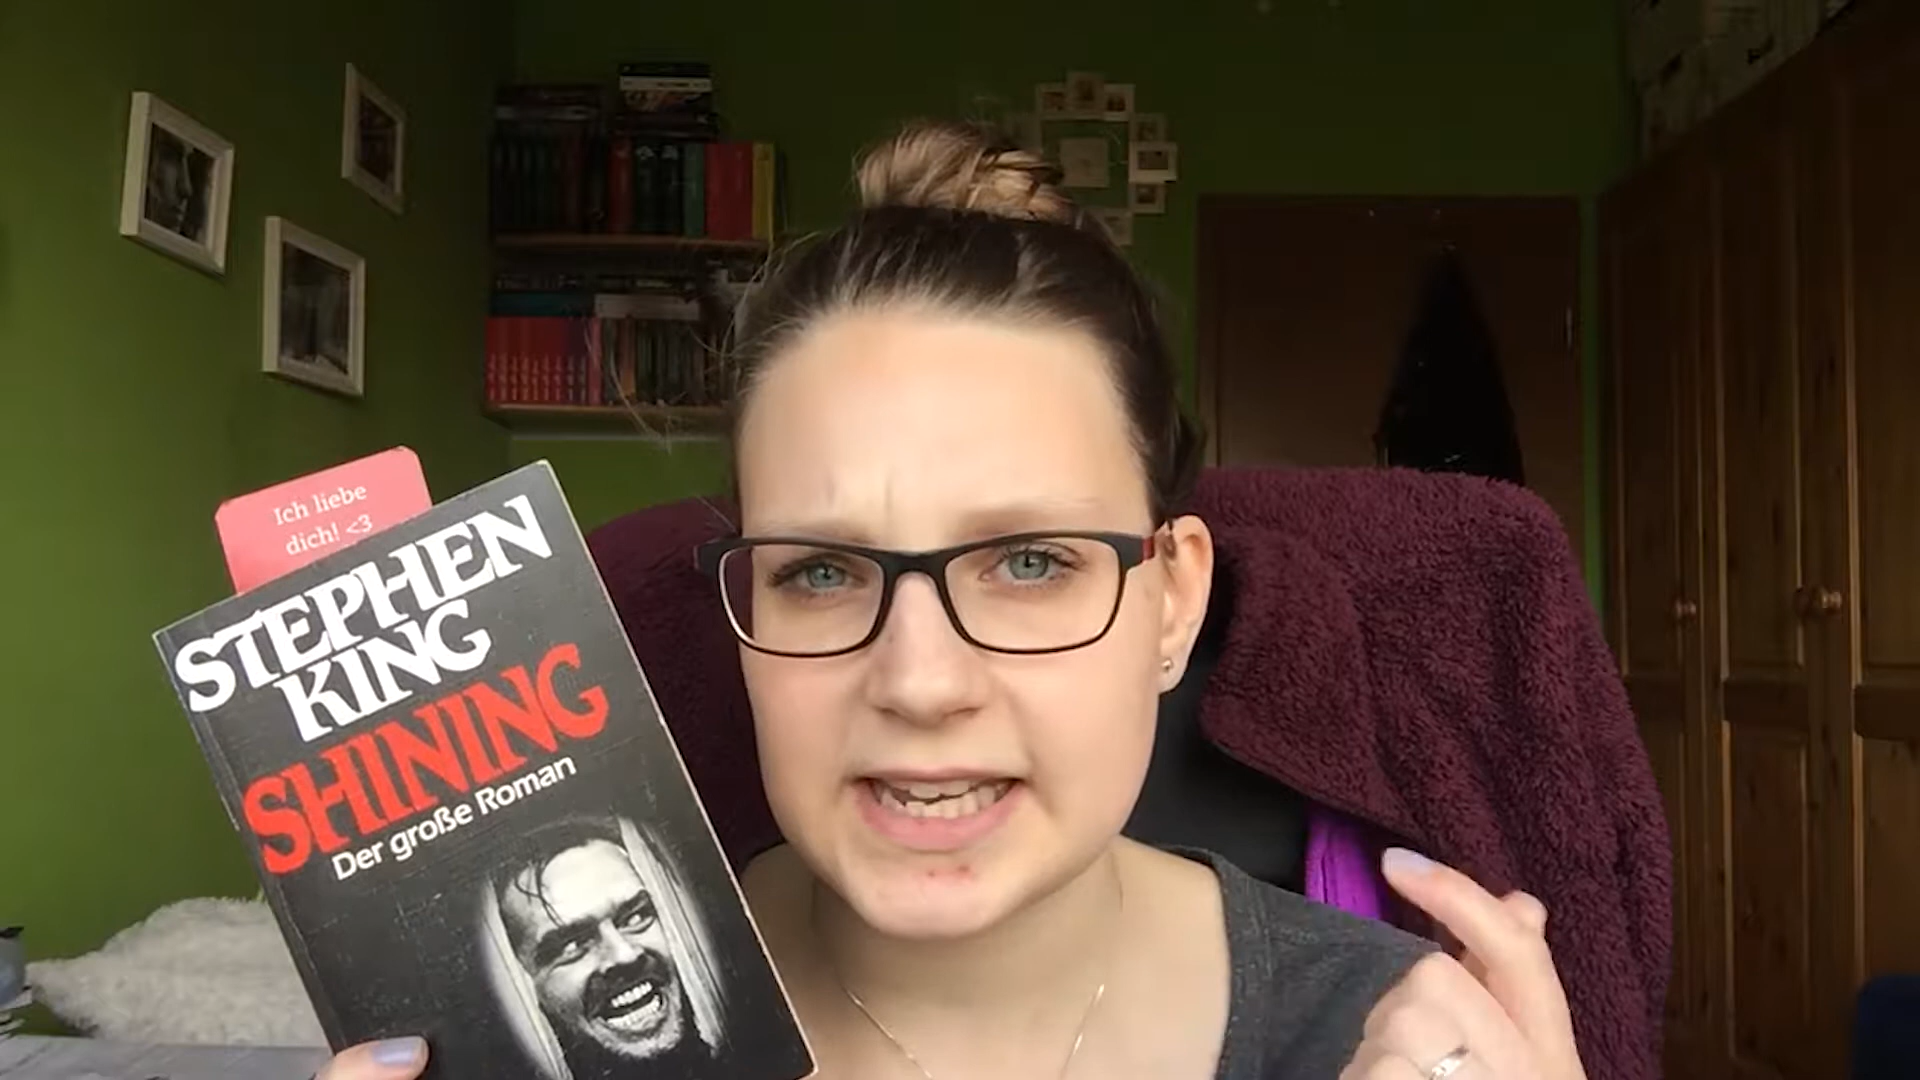 Ich liebe
dich! <3
STEPHEN
KING
SHINING
Der große Roman